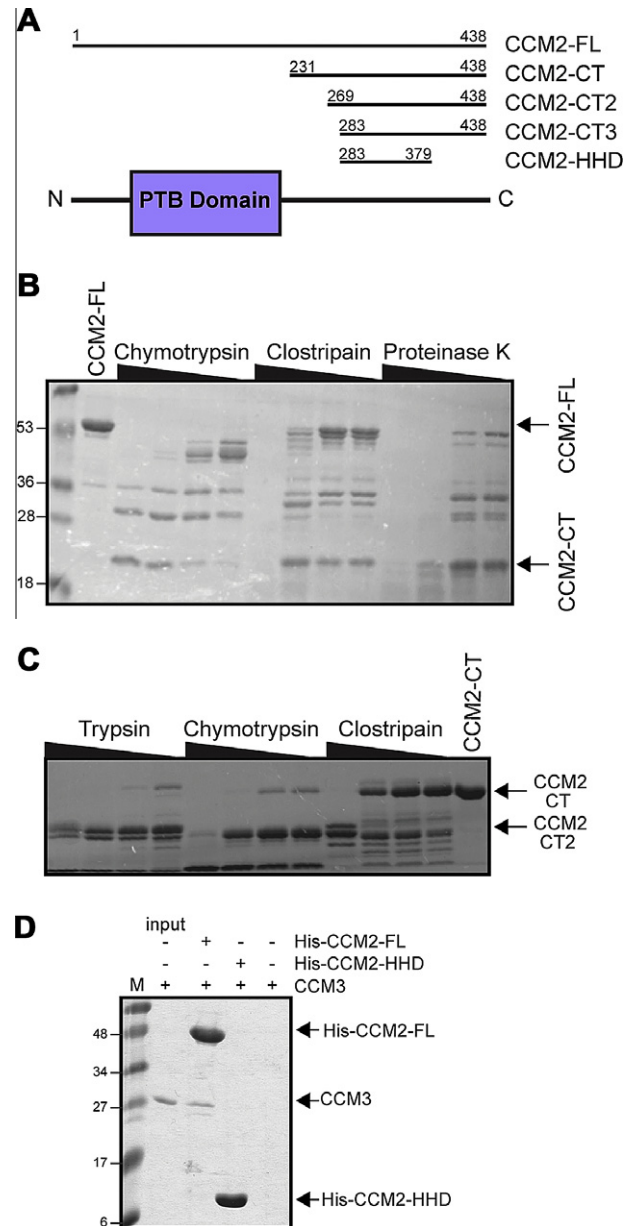 A
1 438 CCM2-FL
231 438 CCM2-CT
269 438 CCM2-CT2
283 438 CCM2-CT3
283 379 CCM2-HHD
N PTB Domain C
B
CCM2-FL
Chymotrypsin Clostripain Proteinase K
53
36
28
18
CCM2-FL
CCM2-CT
C
Trypsin Chymotrypsin Clostripain
CCM2-CT
CCM2
CT
CCM2
CT2
D
input
- + - - His-CCM2-FL
- - + - His-CCM2-HHD
M + + + + CCM3
48 His-CCM2-FL
34
27 CCM3
17
His-CCM2-HHD
6